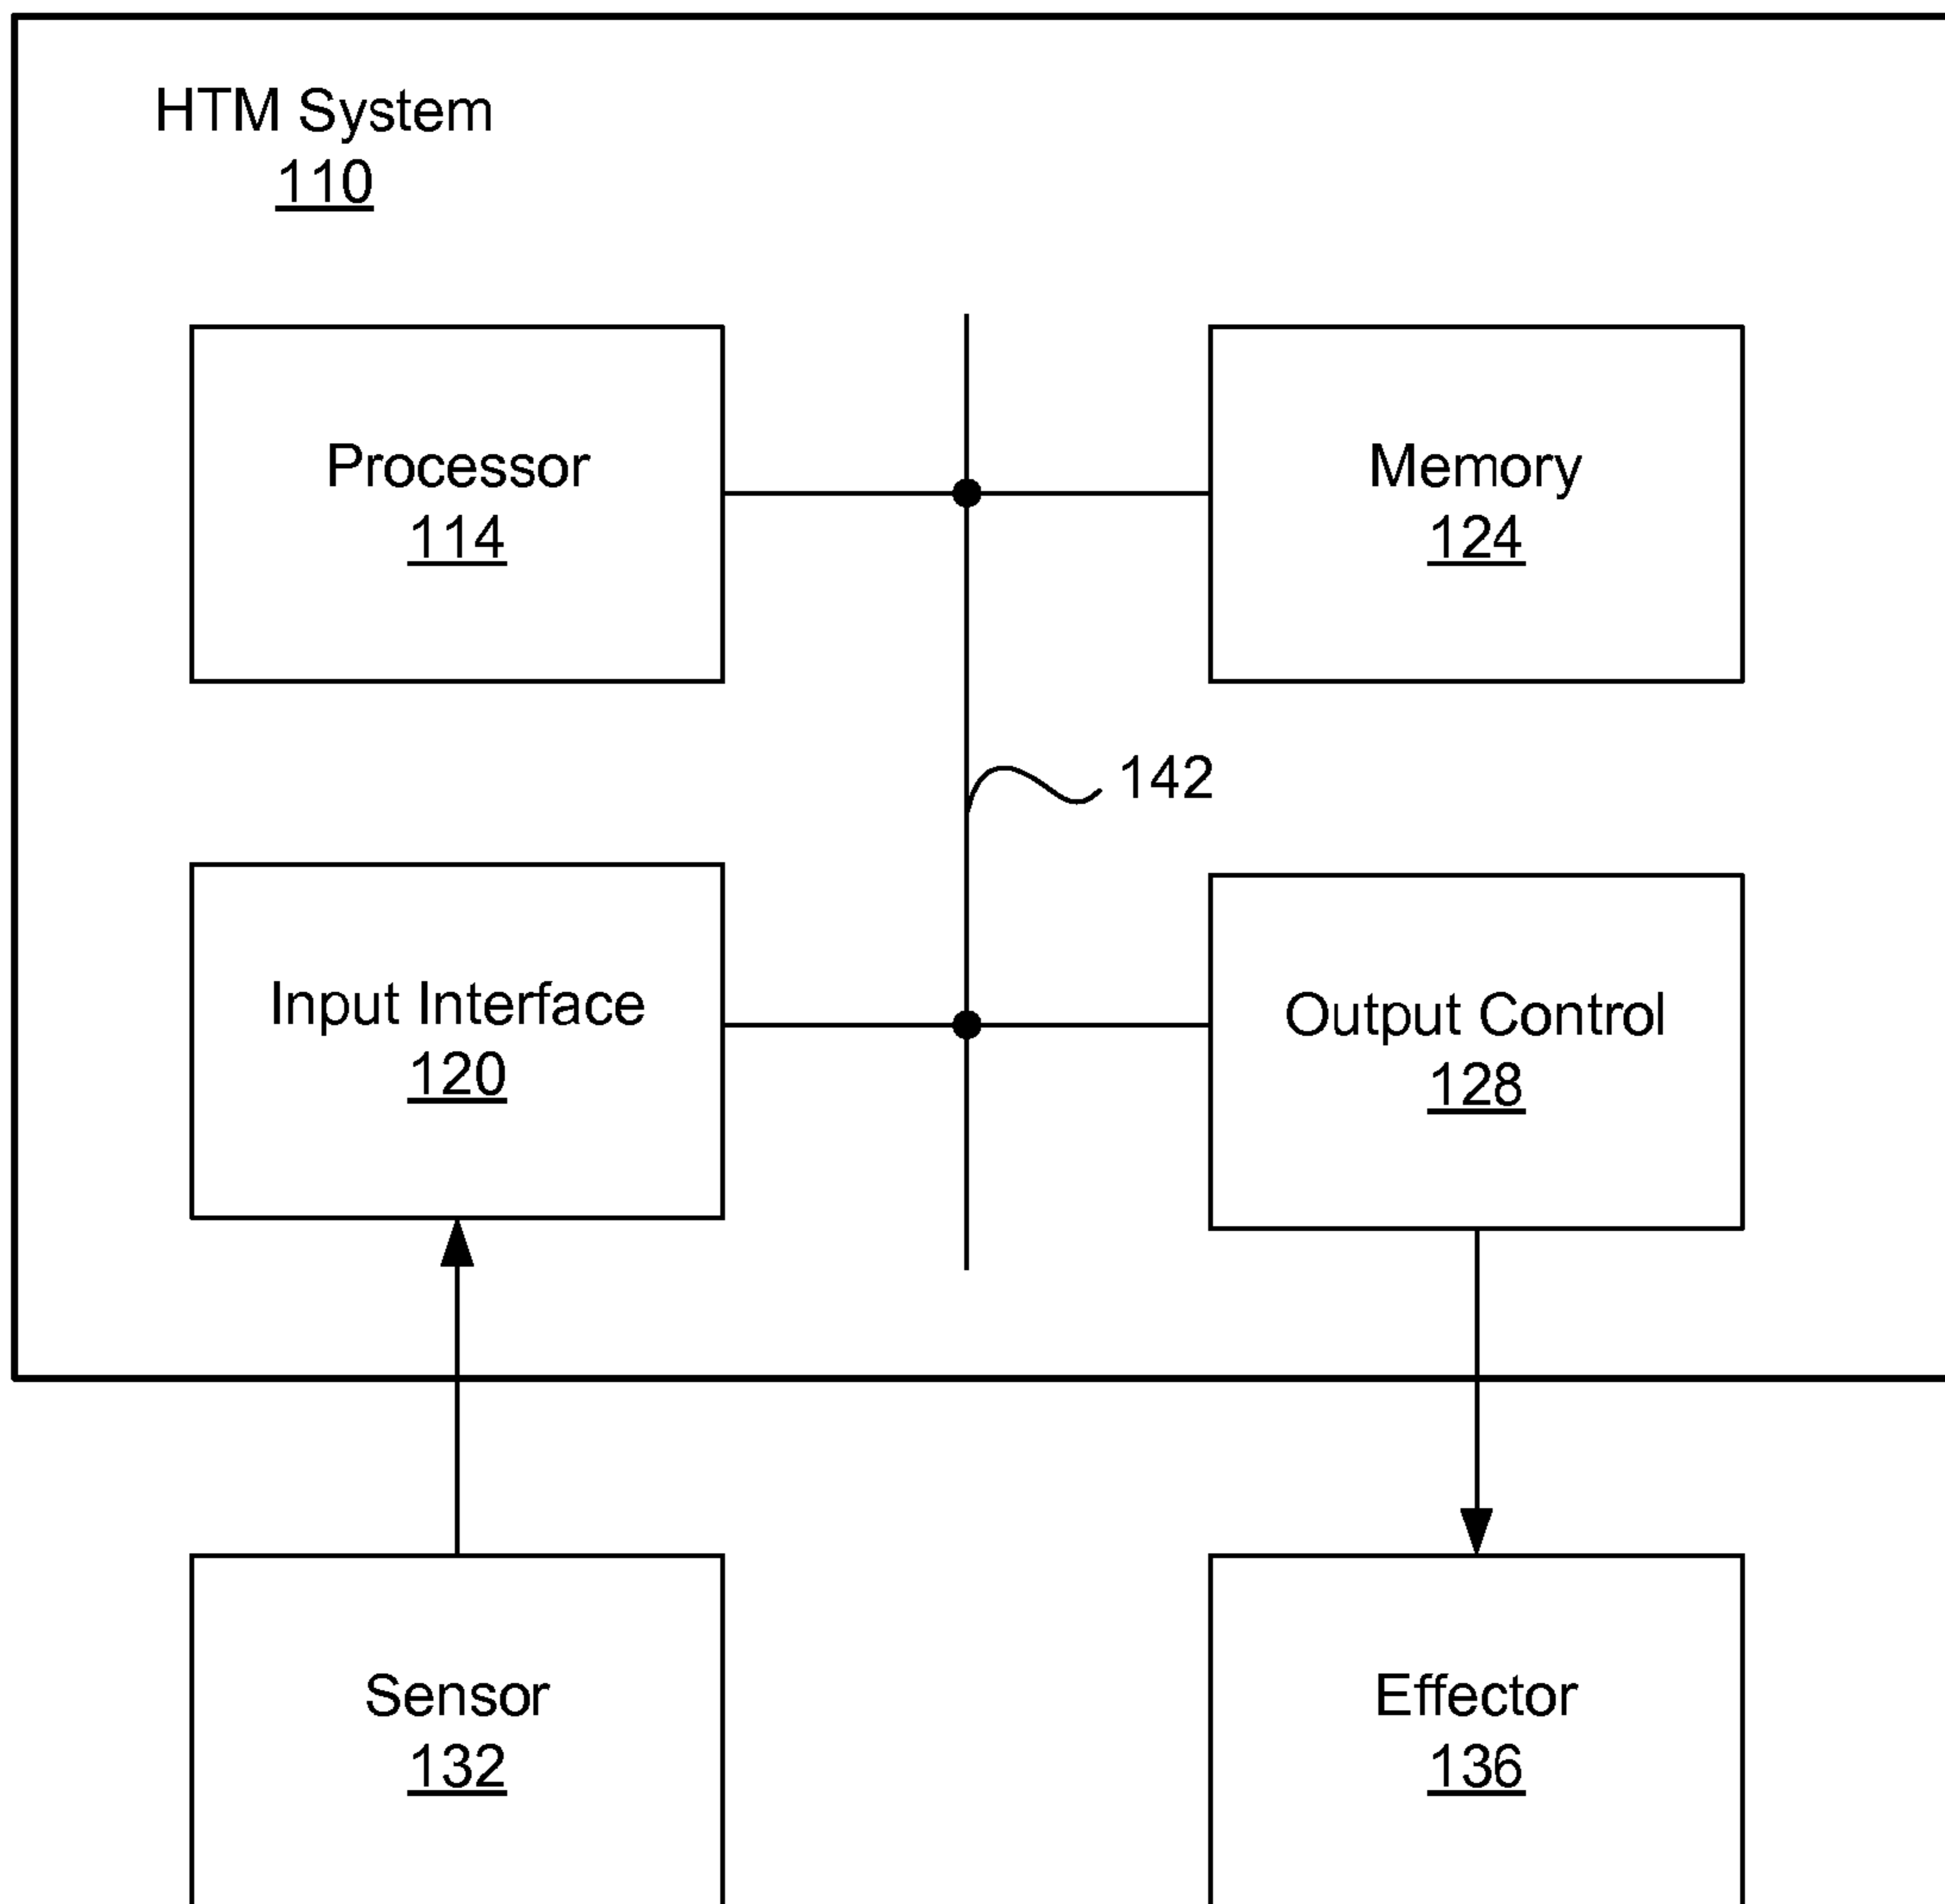 HTM System
110
Processor
114
Memory
124
142
Input Interface
120
Output Control
128
Sensor
132
Effector
136